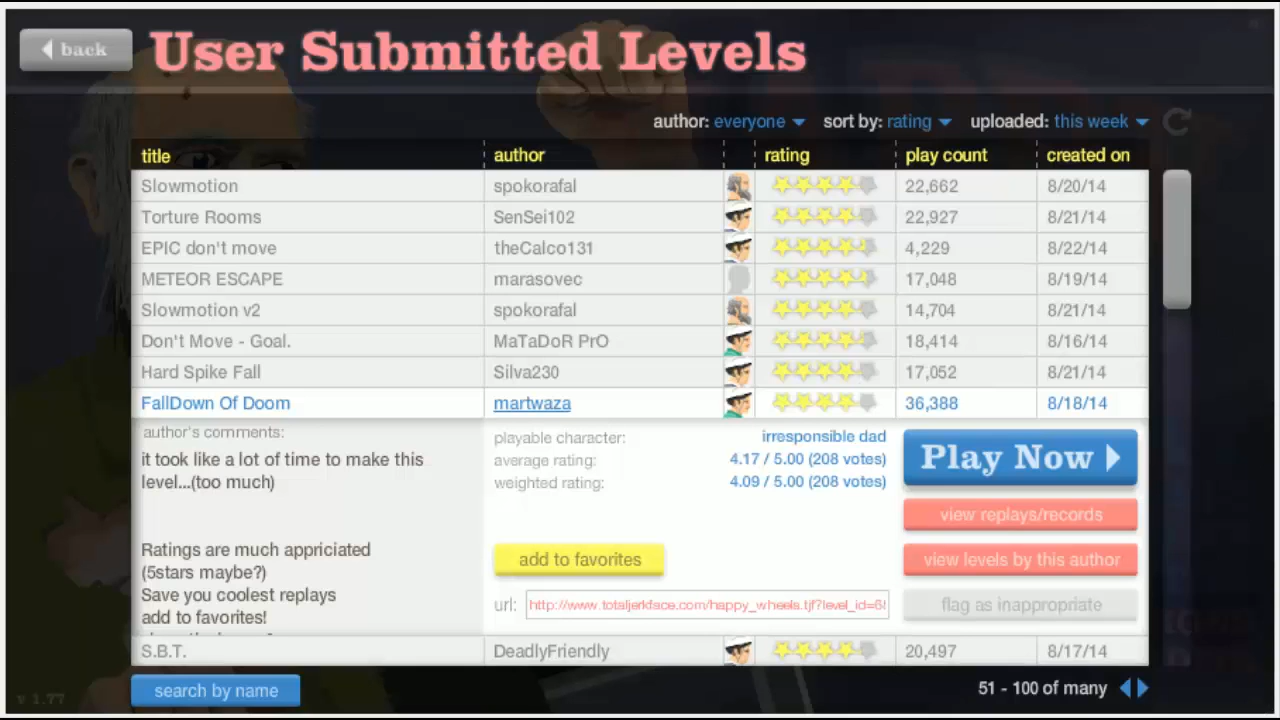 back
User Submitted Levels
author: everyone sort by: rating uploaded: this week
title author rating play count created on
Slowmotion spokorafal 22,662 8/20/14
Torture Rooms SenSei102 22,927 8/21/14
EPIC don't move theCalco131 4,229 8/22/14
METEOR ESCAPE marasovec 17,048 8/19/14
Slowmotion v2 spokorafal 14,704 8/21/14
Don't Move - Goal. MaTaDoR PrO 18,414 8/16/14
Hard Spike Fall Silva230 17,052 8/21/14
FallDown Of Doom martwaza 36,388 8/18/14
author's comments:
it took like a lot of time to make this
level...(too much)
Ratings are much appriciated
(5stars maybe?)
Save you coolest replays
add to favorites!
playable character: irresponsible dad
average rating: 4.17 / 5.00 (208 votes)
weighted rating: 4.09 / 5.00 (208 votes)
add to favorites
url: http://www.totaljerkface.com/happy_wheels.tjf?level_id=6
Play Now
view replays/records
view levels by this author
flag as inappropriate
S.B.T. DeadlyFriendly 20,497 8/17/14
search by name
51 - 100 of many
v 1.77